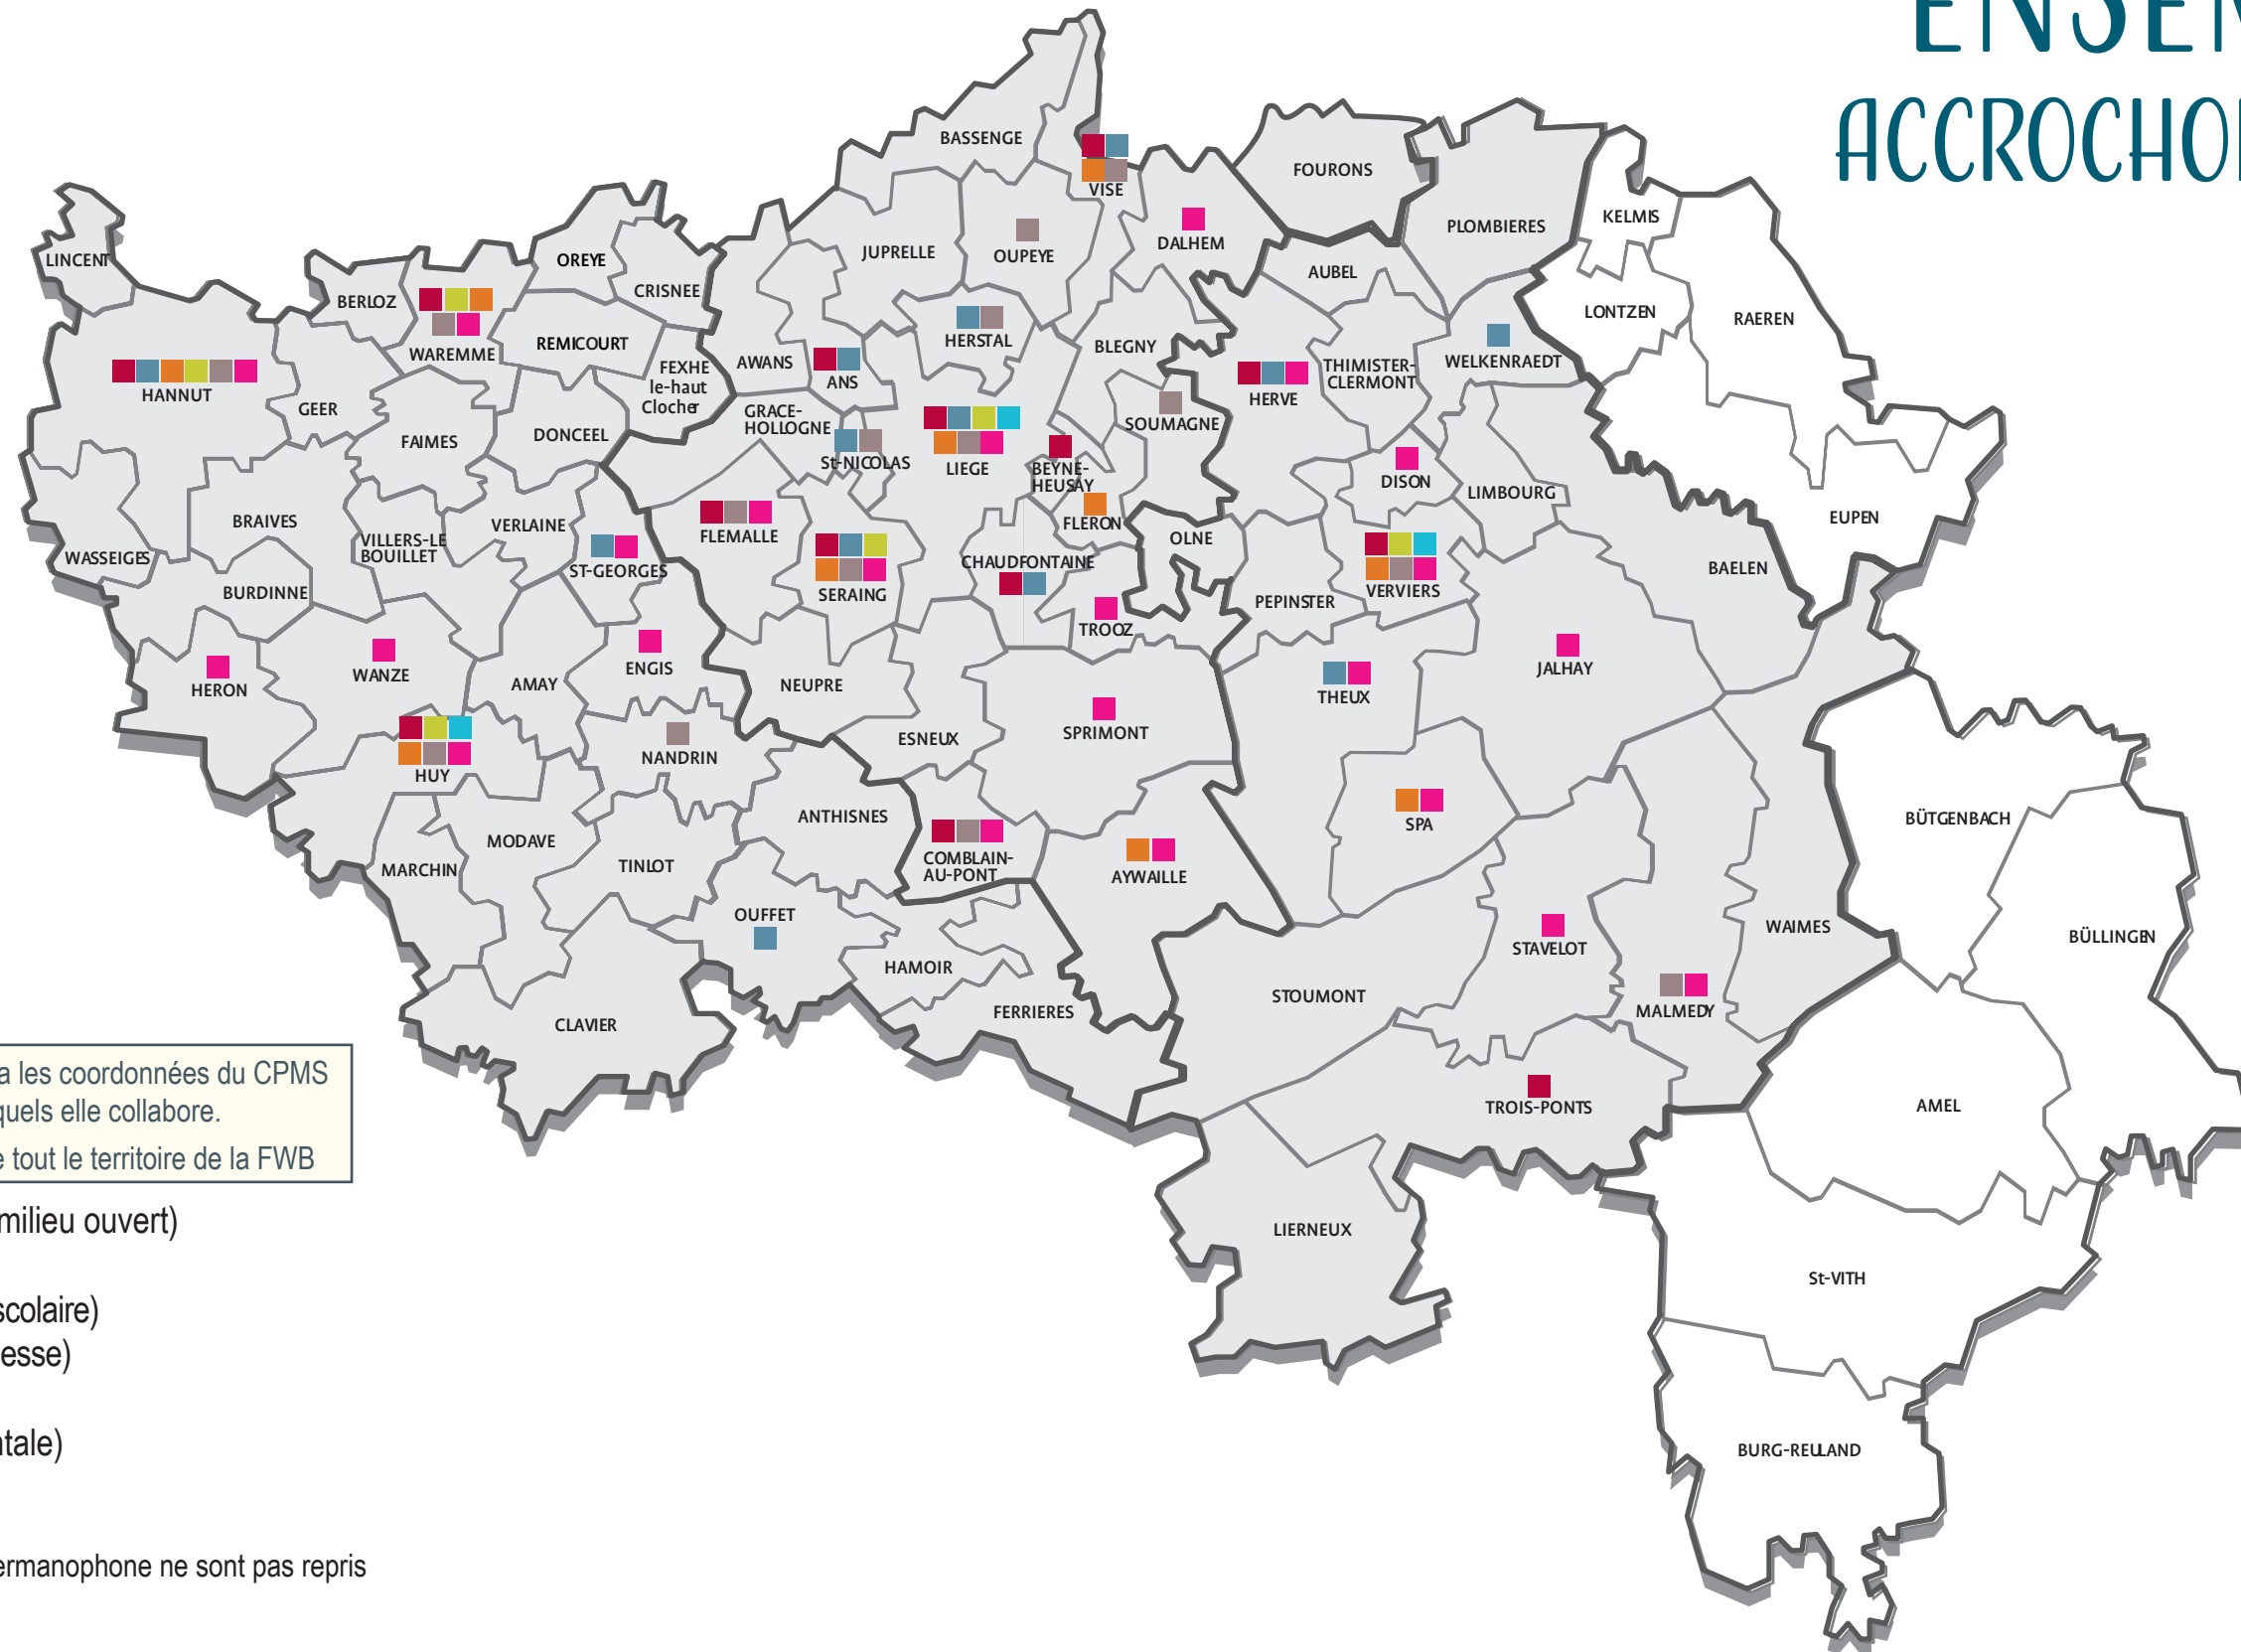 BASSENGE
FOURONS
VISE
KELMIS
PLOMBIERES
DALHEM
JUPRELLE
OUPEYE
LINCENT
OREYE
AUBEL
CRISNEE
BERLOZ
LONTZEN
RAEREN
HERSTAL
REMICOURT
BLEGNY
WAREMME
AWANS
WELKENRAEDT
THIMISTER-
CLERMONT
FEXHE
le-haut
Clocher
ANS
HANNUT
HERVE
GEER
GRACE-
HOLLOGNE
SOUMAGNE
DONCEEL
FAIMES
St-NICOLAS
LIEGE
BEYNE-
HEUSAY
DISON
LIMBOURG
EUPEN
BRAIVES
VERLAINE
FLERON
FLEMALLE
OLNE
VILLERS-LE
BOUILLET
WASSEIGES
CHAUDFONTAINE
BAELEN
ST-GEORGES
BURDINNE
SERAING
VERVIERS
PEPINSTER
TROOZ
ENGIS
JALHAY
WANZE
AMAY
NEUPRE
HERON
THEUX
SPRIMONT
ESNEUX
NANDRIN
HUY
ANTHISNES
BÜTGENBACH
SPA
MODAVE
COMBLAIN-
AU-PONT
TINLOT
MARCHIN
AYWAILLE
OUFFET
WAIMES
BÜLLINGEN
STAVELOT
HAMOIR
STOUMONT
FERRIERES
MALMEDY
CLAVIER
AMEL
TROIS-PONTS
LIERNEUX
St-VITH
BURG-REULAND
a les coordonnées du CPMS
quels elle collabore.
e tout le territoire de la FWB
milieu ouvert)
scolaire)
esse)
ntale)
ermanophone ne sont pas repris